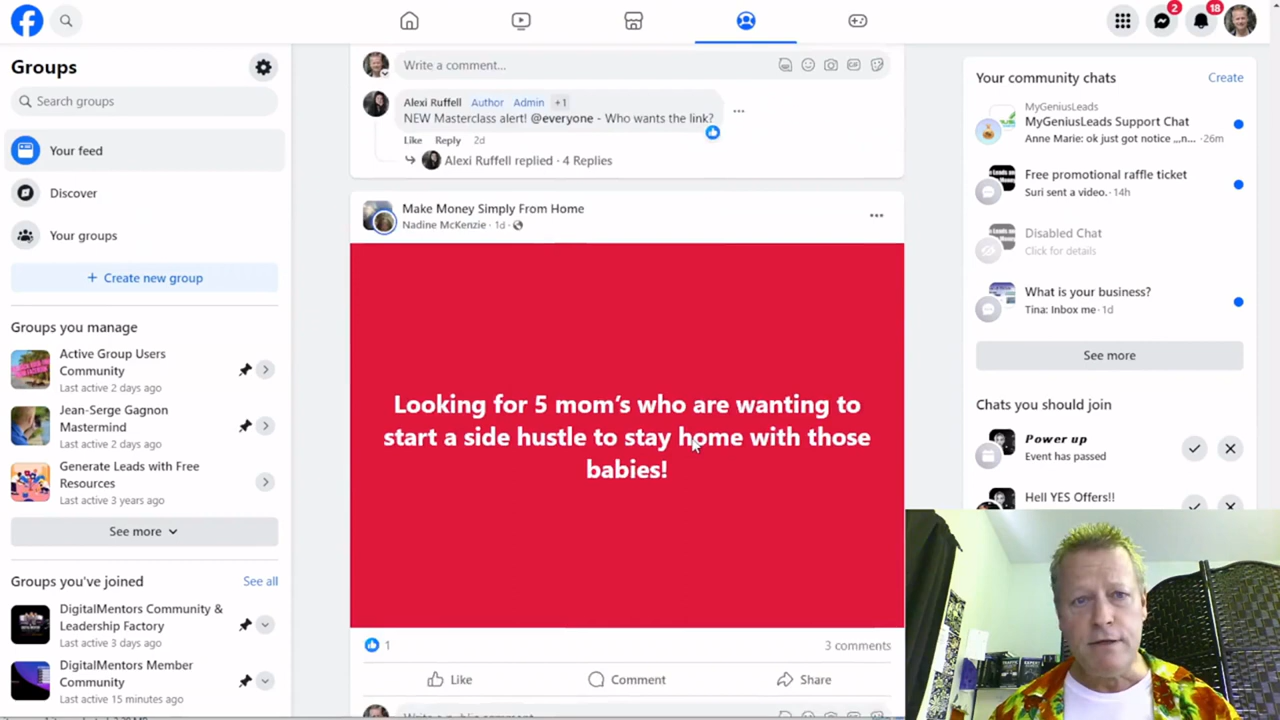 2
18
Groups
Search groups
Your feed
Discover
Your groups
+ Create new group
Groups you manage
Active Group Users
Community
Last active 2 days ago
Jean-Serge Gagnon
Mastermind
Last active 2 days ago
Generate Leads with Free
Resources
Last active 3 years ago
See more
Groups you've joined
See all
DigitalMentors Community &
Leadership Factory
Last active 3 days ago
DigitalMentors Member
Community
Last active 15 minutes ago
Write a comment...
GIF
Alexi Ruffell Author Admin +1
NEW Masterclass alert! @everyone - Who wants the link?
Like Reply 2d
Alexi Ruffell replied · 4 Replies
Make Money Simply From Home
Nadine McKenzie · 1d ·
Looking for 5 mom's who are wanting to
start a side hustle to stay home with those
babies!
1
3 comments
Like
Comment
Share
Your community chats
Create
MyGeniusLeads
MyGeniusLeads Support Chat
Anne Marie: ok just got notice ,,,n... · 26m
Free promotional raffle ticket
Suri sent a video. · 14h
Disabled Chat
Click for details
What is your business?
Tina: Inbox me · 1d
See more
Chats you should join
Power up
Event has passed
Hell YES Offers!!